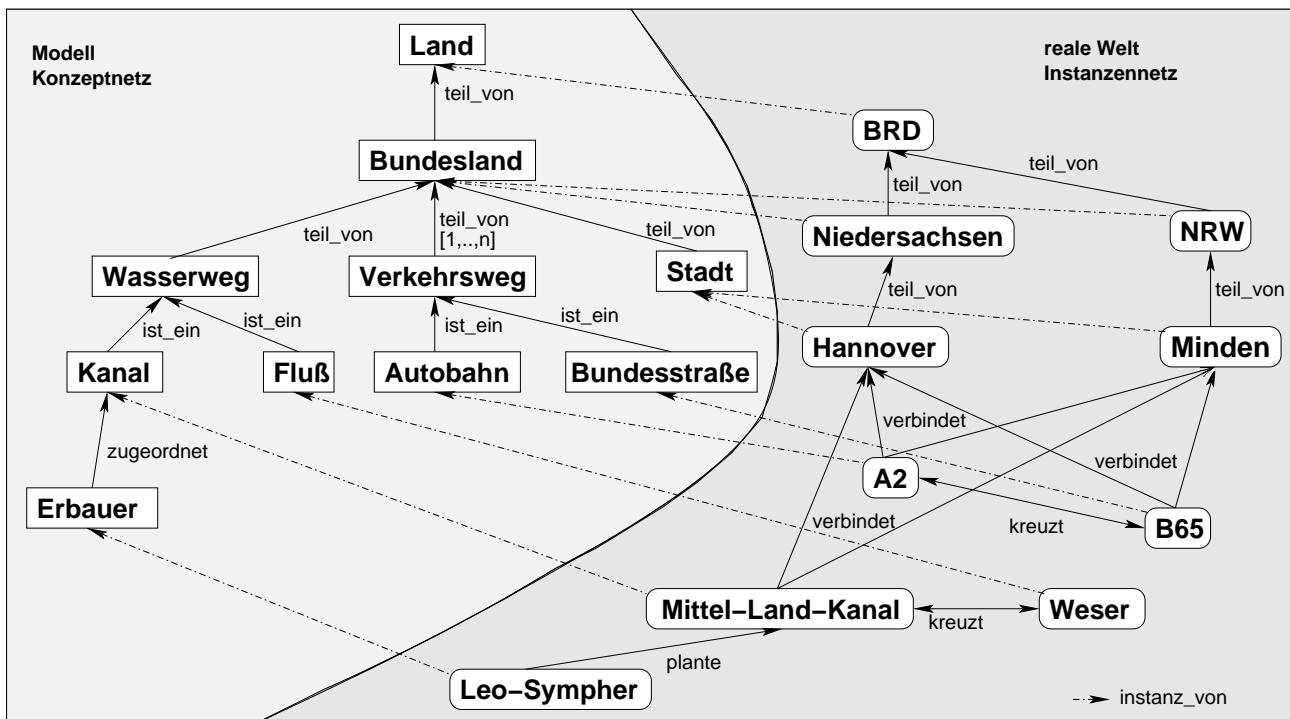 Land
Modell
Konzeptnetz
reale Welt
Instanzennetz
teil_von
BRD
Bundesland
teil_von
teil_von
teil_von
teil_von
[1,..,n]
teil_von
Niedersachsen
NRW
Wasserweg
Verkehrsweg
Stadt
teil_von
teil_von
ist_ein
ist_ein
ist_ein
ist_ein
Kanal
Fluß
Autobahn
Bundesstraße
Hannover
Minden
verbindet
zugeordnet
verbindet
A2
Erbauer
verbindet
kreuzt
B65
Mittel–Land–Kanal
kreuzt
Weser
plante
Leo–Sympher
instanz_von